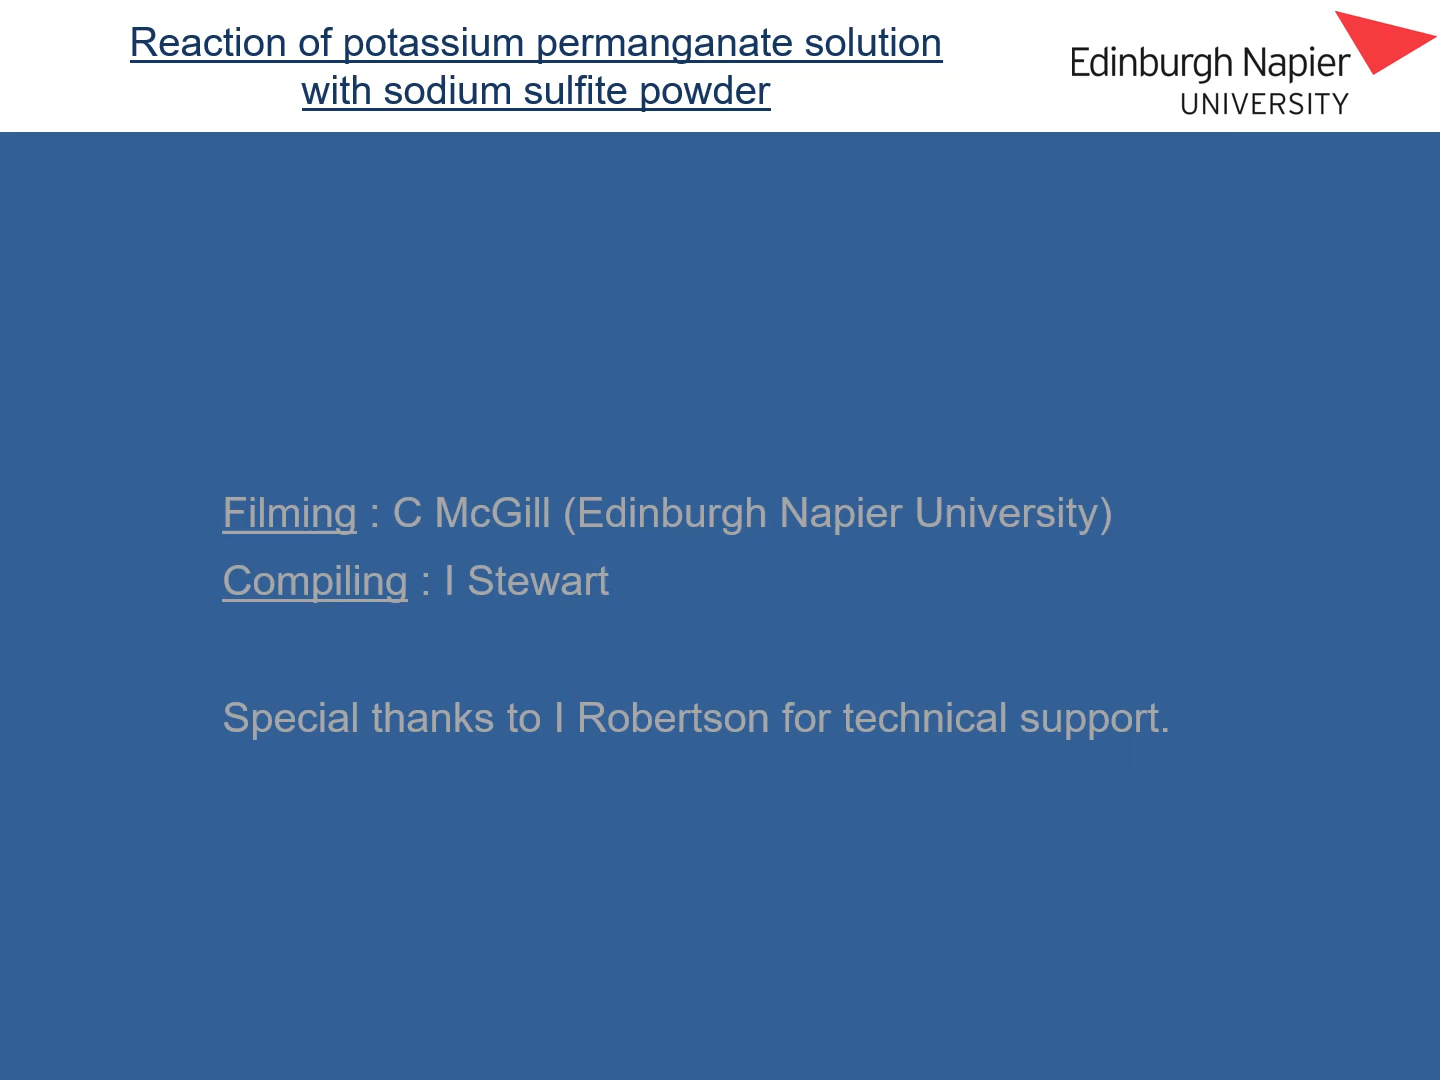 Reaction of potassium permanganate solution
with sodium sulfite powder
Edinburgh Napier
UNIVERSITY
Filming : C McGill (Edinburgh Napier University)
Compiling : I Stewart
Special thanks to I Robertson for technical support.